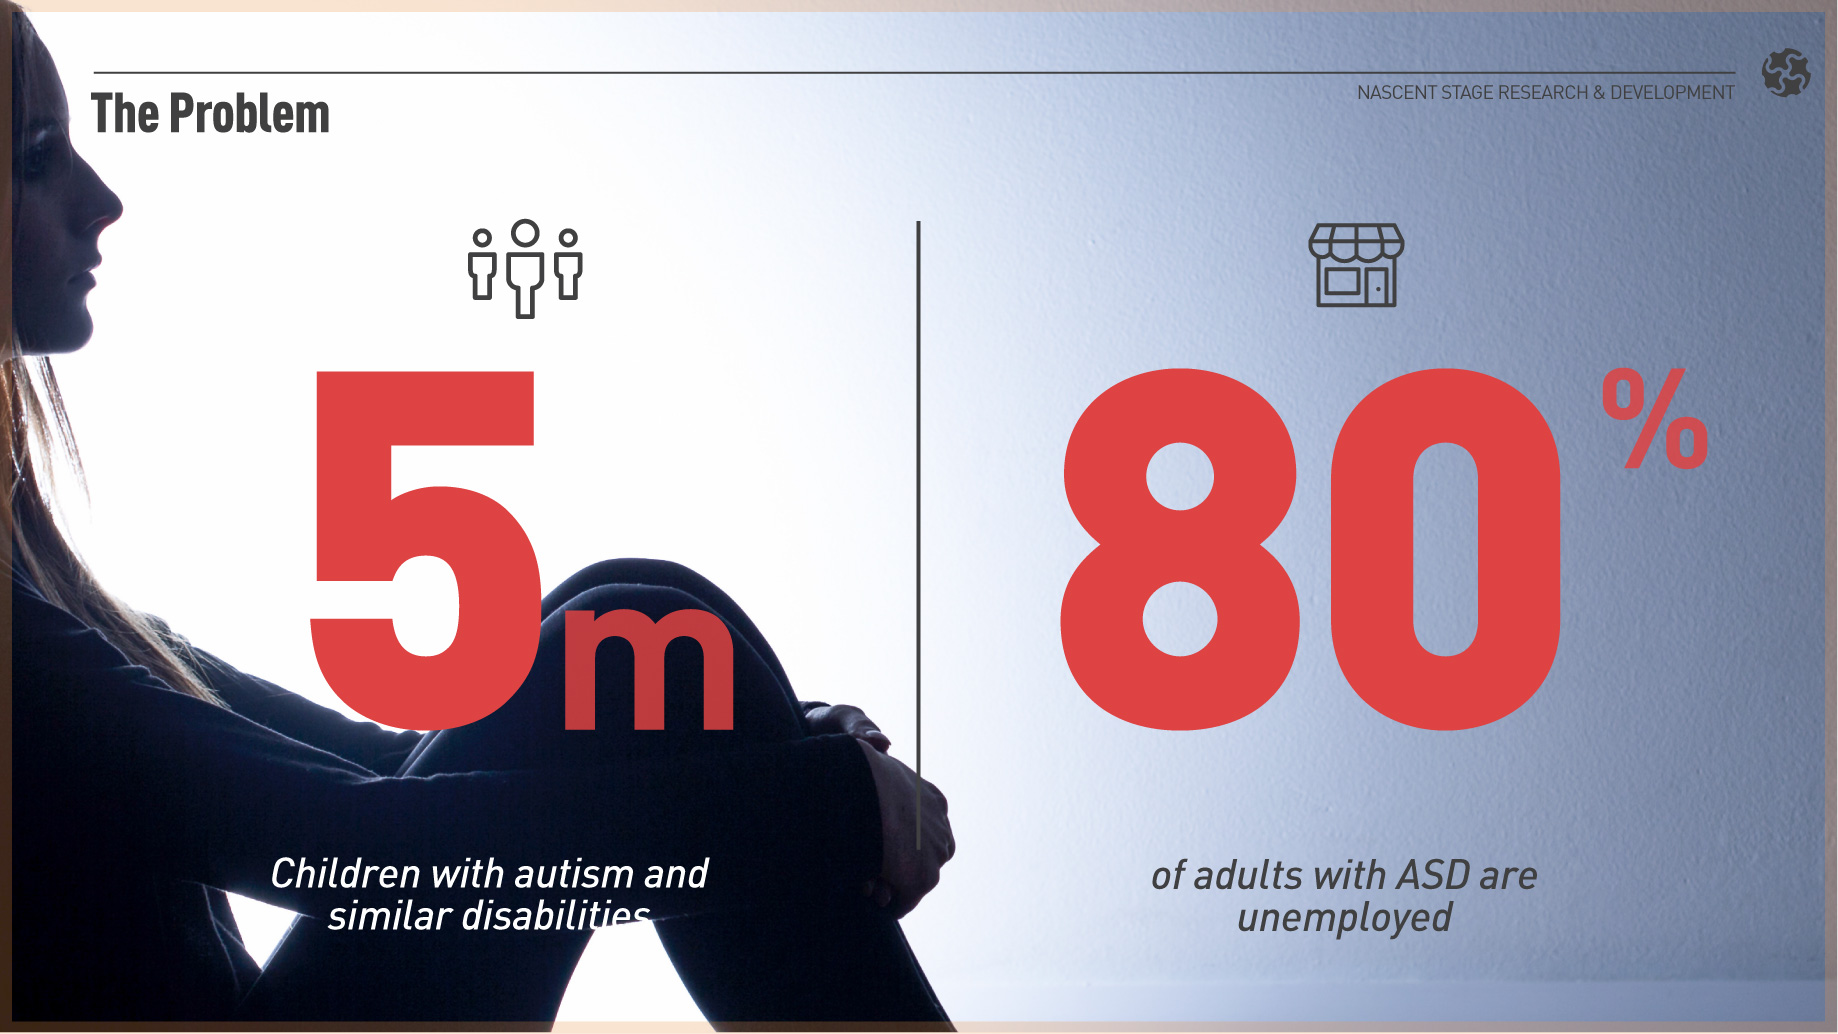 NASCENT STAGE RESEARCH & DEVELOPMENT
The Problem
5m
Children with autism and
similar disabilities
80%
of adults with ASD are
unemployed